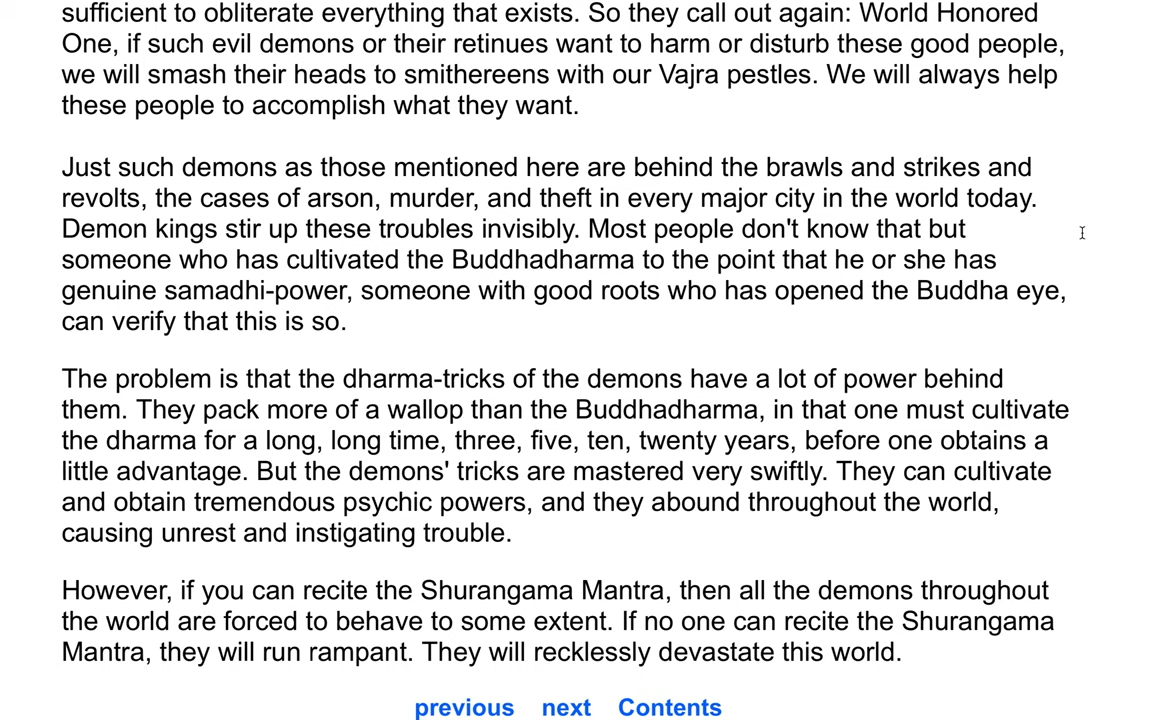 sufficient to obliterate everything that exists. So they call out again: World Honored
One, if such evil demons or their retinues want to harm or disturb these good people,
we will smash their heads to smithereens with our Vajra pestles. We will always help
these people to accomplish what they want.
Just such demons as those mentioned here are behind the brawls and strikes and
revolts, the cases of arson, murder, and theft in every major city in the world today.
Demon kings stir up these troubles invisibly. Most people don't know that but
someone who has cultivated the Buddhadharma to the point that he or she has
genuine samadhi-power, someone with good roots who has opened the Buddha eye,
can verify that this is so.
The problem is that the dharma-tricks of the demons have a lot of power behind
them. They pack more of a wallop than the Buddhadharma, in that one must cultivate
the dharma for a long, long time, three, five, ten, twenty years, before one obtains a
little advantage. But the demons' tricks are mastered very swiftly. They can cultivate
and obtain tremendous psychic powers, and they abound throughout the world,
causing unrest and instigating trouble.
However, if you can recite the Shurangama Mantra, then all the demons throughout
the world are forced to behave to some extent. If no one can recite the Shurangama
Mantra, they will run rampant. They will recklessly devastate this world.
previous next Contents